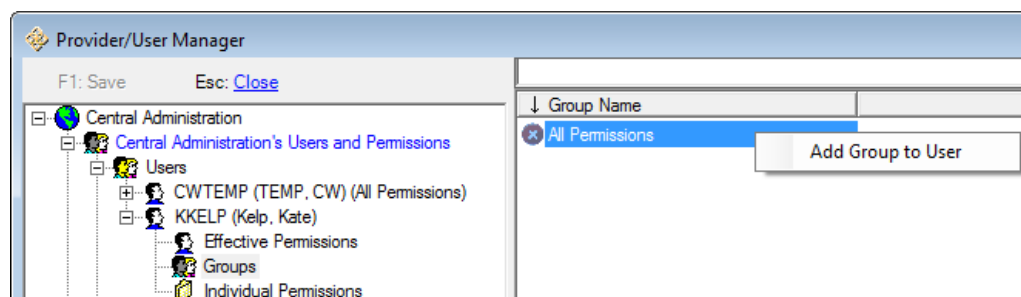 Provider/User Manager
F1: Save Esc: Close
↓ Group Name
Central Administration
All Permissions
Central Administration's Users and Permissions
Add Group to User
Users
CWTEMP (TEMP, CW) (All Permissions)
KKELP (Kelp, Kate)
Effective Permissions
Groups
Individual Permissions